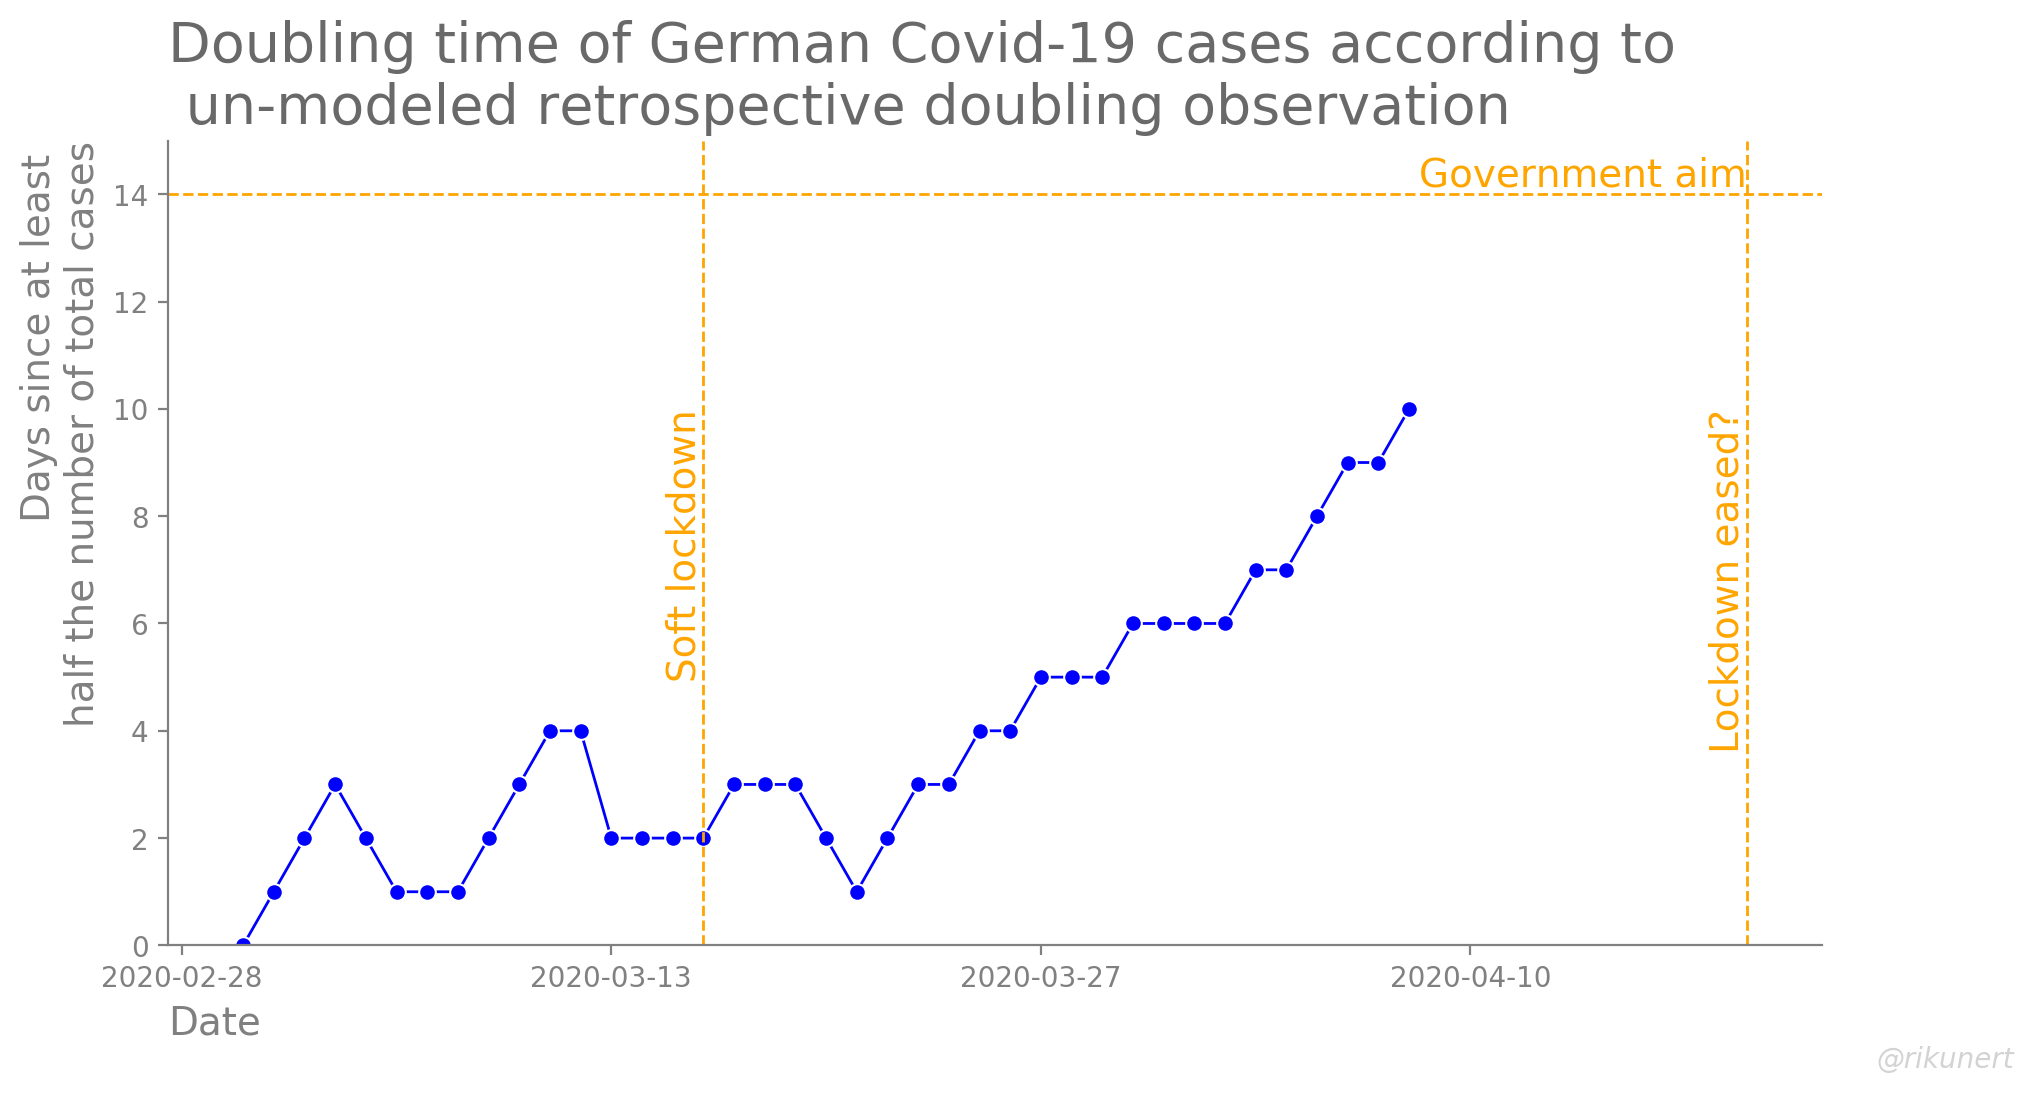 Doubling time of German Covid-19 cases according to
un-modeled retrospective doubling observation
Days since at least
half the number of total cases
14
12
10
8
6
4
2
0
Government aim
Soft lockdown
Lockdown eased?
2020-02-28
2020-03-13
2020-03-27
2020-04-10
Date
@rikunert